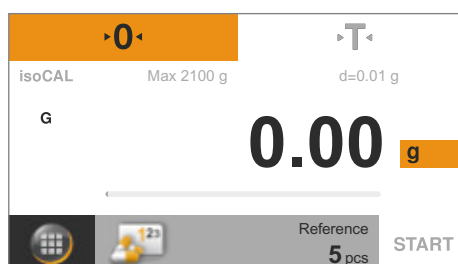 ▸0◂ ▸T◂
isoCAL Max 2100 g d=0.01 g
G
0.00 g
123
Reference
5 pcs
START